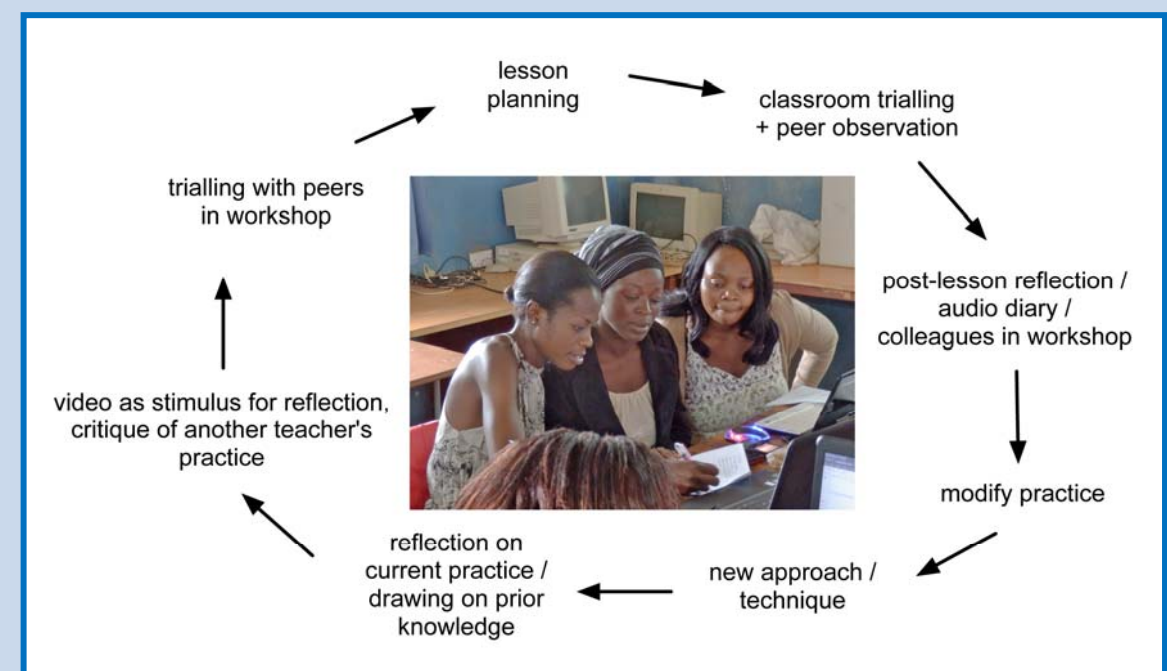 lesson
planning
classroom trialling
+ peer observation
post-lesson reflection /
audio diary /
colleagues in workshop
modify practice
new approach /
technique
reflection on
current practice /
drawing on prior
knowledge
video as stimulus for reflection,
critique of another teacher's
practice
trialling with peers
in workshop